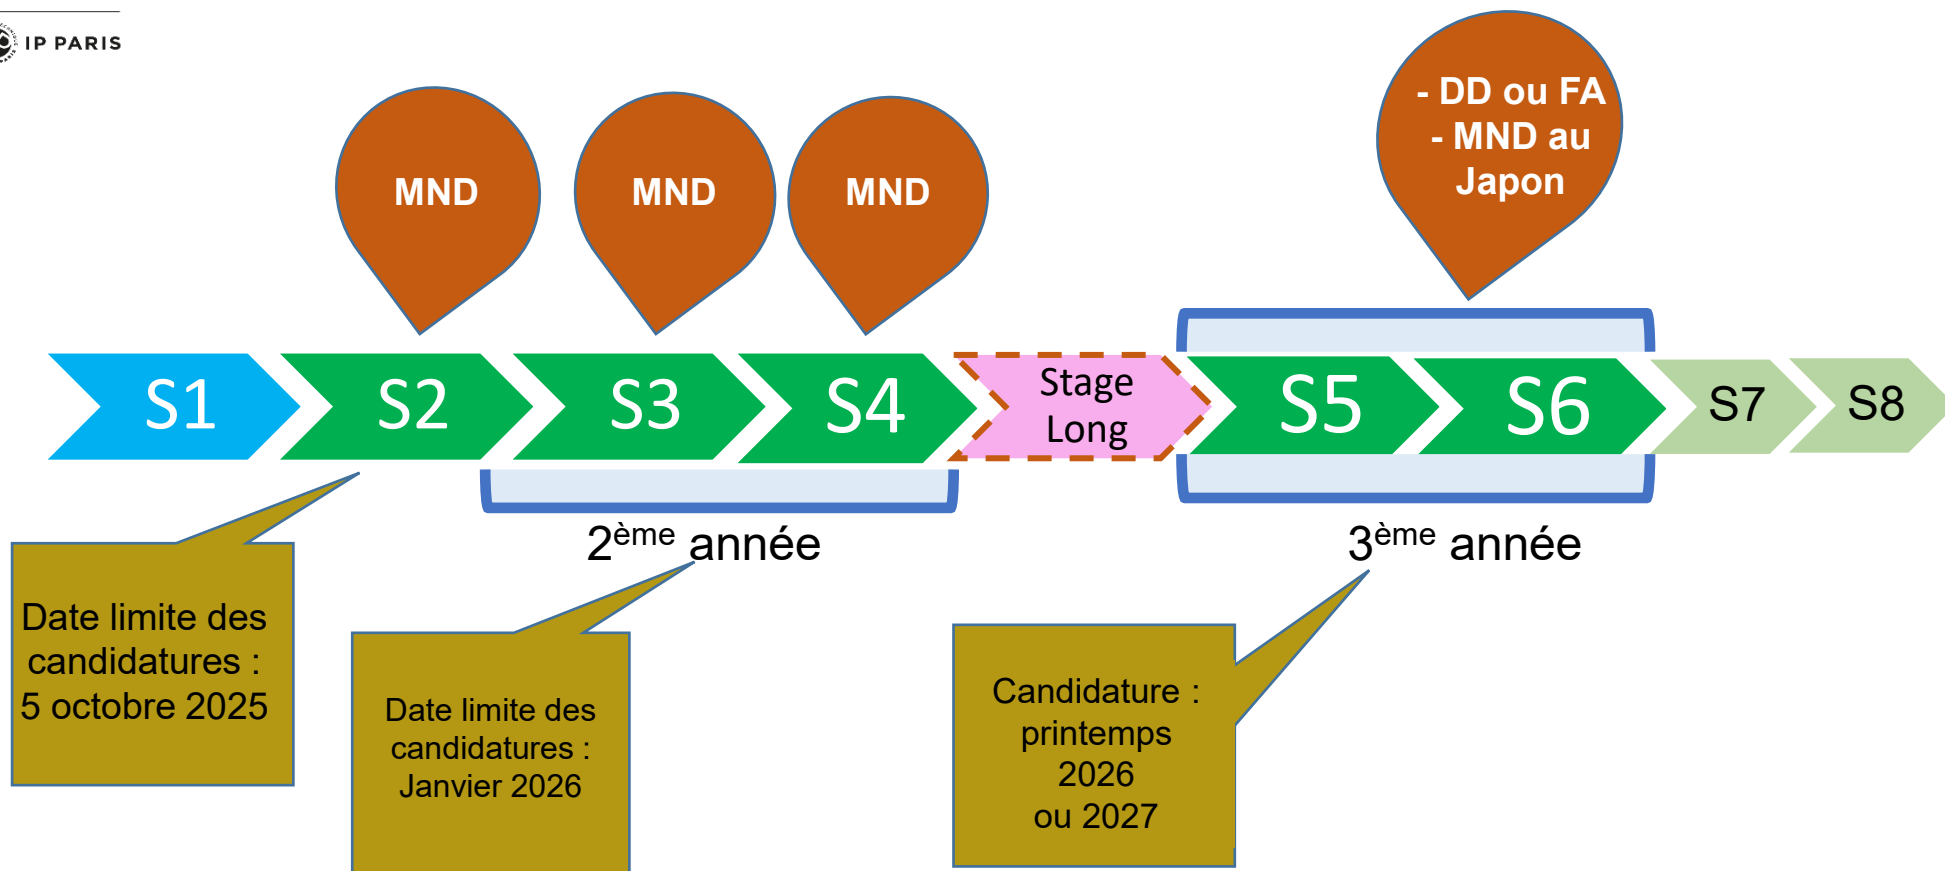 IP PARIS
- DD ou FA
- MND au
Japon
MND
MND
MND
S1
S2
S3
S4
Stage
Long
S5
S6
S7
S8
2ème année
3ème année
Date limite des
candidatures :
5 octobre 2025
Date limite des
candidatures :
Janvier 2026
Candidature :
printemps
2026
ou 2027